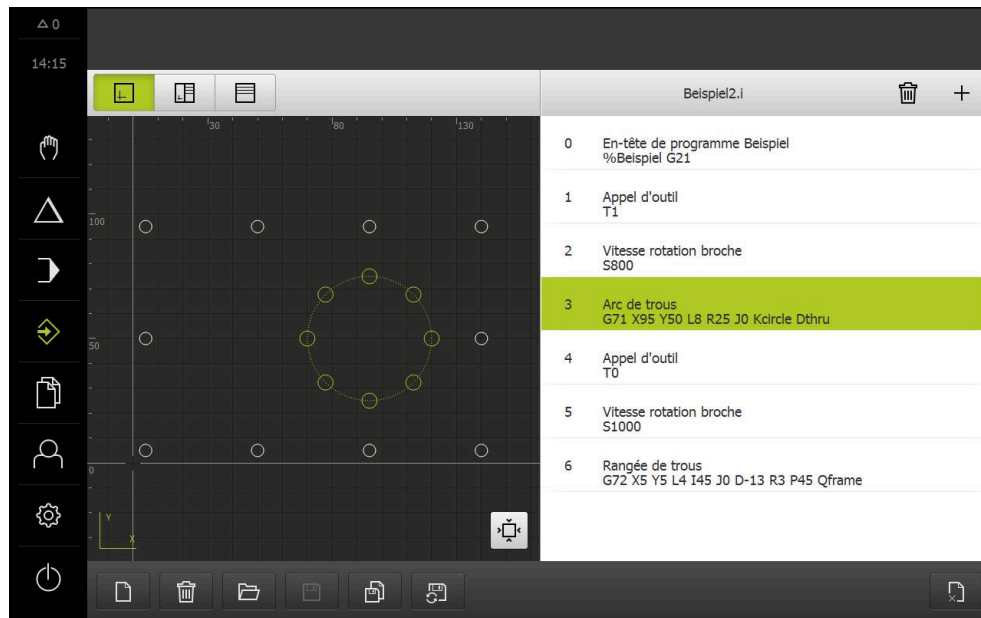 0
14:15
Beispiel2.i
30
80
130
100
50
0
Y
X
0 En-tête de programme Beispiel
%Beispiel G21
1 Appel d'outil
T1
2 Vitesse rotation broche
S800
3 Arc de trous
G71 X95 Y50 L8 R25 J0 Kcircle Dthru
4 Appel d'outil
T0
5 Vitesse rotation broche
S1000
6 Rangée de trous
G72 X5 Y5 L4 I45 J0 D-13 R3 P45 Qframe